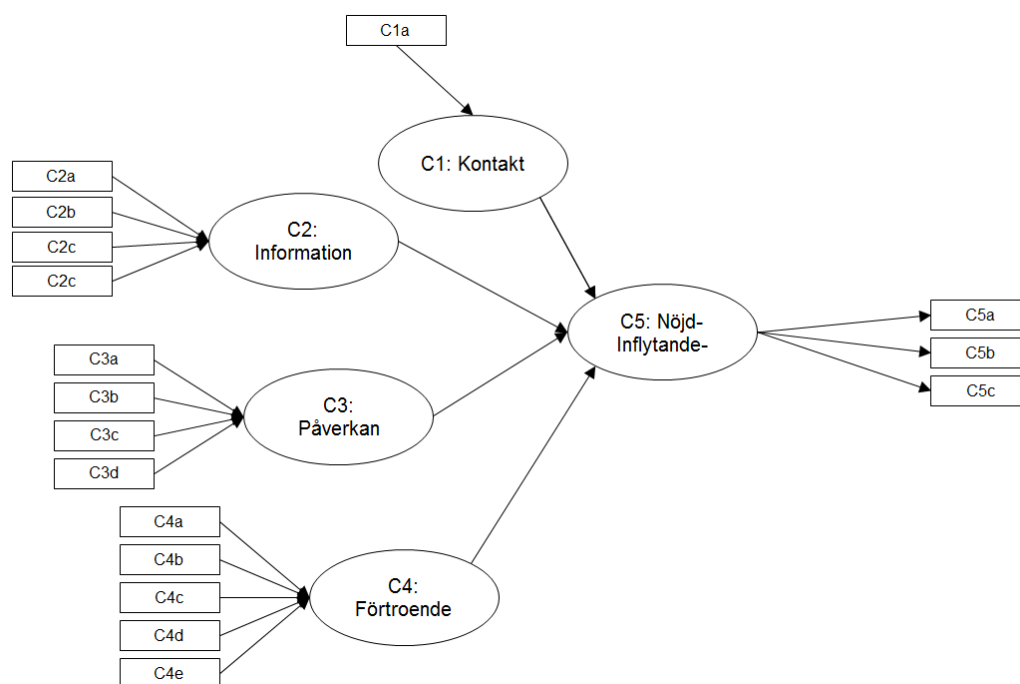 C1a
C1: Kontakt
C2a
C2b
C2c
C2c
C2:
Information
C5: Nöjd-
Inflytande-
C5a
C5b
C5c
C3a
C3b
C3c
C3d
C3:
Påverkan
C4a
C4b
C4c
C4d
C4e
C4:
Förtroende